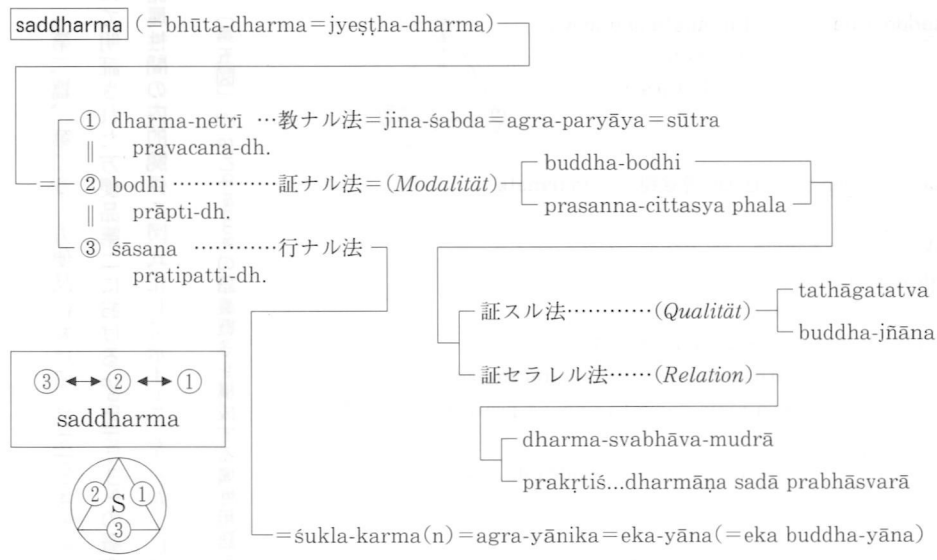 saddharma (=bhūta-dharma=jyeṣṭha-dharma)
① dharma-netrī …教ナル法=jina-śabda=agra-paryāya=sūtra
‖ pravacana-dh.
= ② bodhi ……………証ナル法=(Modalität)
buddha-bodhi
prasanna-cittasya phala
‖ prāpti-dh.
③ śāsana …………行ナル法
pratipatti-dh.
証スル法…………(Qualität)
tathāgatatva
buddha-jñāna
証セラレル法……(Relation)
dharma-svabhāva-mudrā
prakṛtiś...dharmāṇa sadā prabhāsvarā
③ ↔ ② ↔ ①
saddharma
② S ①
③
=śukla-karma(n)=agra-yānika=eka-yāna(=eka buddha-yāna)